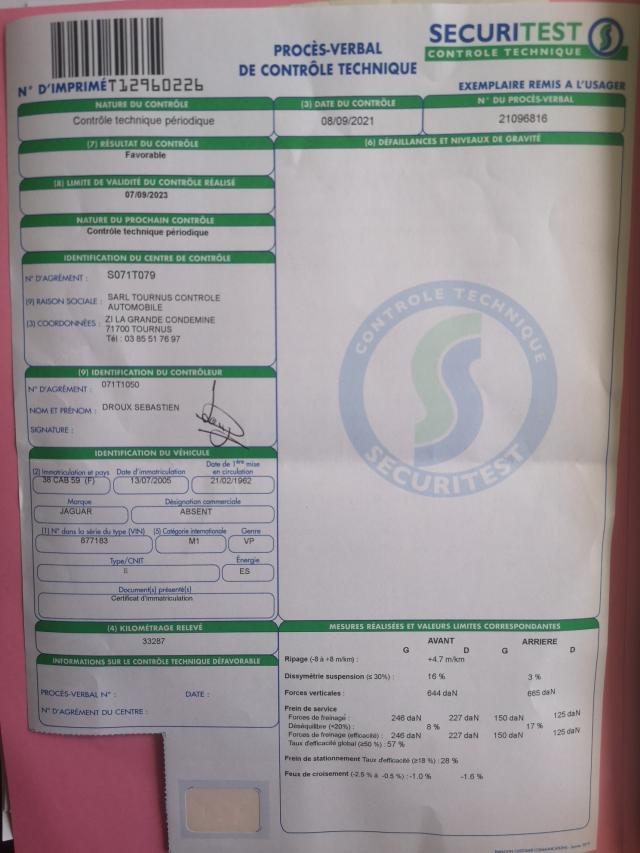 SECURITEST
CONTROLE TECHNIQUE
PROCÈS-VERBAL
DE CONTRÔLE TECHNIQUE
N° D'IMPRIMÉ T12960226
EXEMPLAIRE REMIS A L'USAGER
NATURE DU CONTRÔLE
Contrôle technique périodique
(3) DATE DU CONTRÔLE
08/09/2021
N° DU PROCÈS-VERBAL
21096816
(7) RÉSULTAT DU CONTRÔLE
Favorable
(8) LIMITE DE VALIDITÉ DU CONTRÔLE RÉALISÉ
07/09/2023
NATURE DU PROCHAIN CONTRÔLE
Contrôle technique périodique
IDENTIFICATION DU CENTRE DE CONTRÔLE
N° D'AGRÉMENT : S071T079
(9) RAISON SOCIALE : SARL TOURNUS CONTROLE
AUTOMOBILE
(3) COORDONNÉES : ZI LA GRANDE CONDEMINE
71700 TOURNUS
Tél : 03 85 51 76 97
(9) IDENTIFICATION DU CONTRÔLEUR
N° D'AGRÉMENT : 071T1050
NOM ET PRÉNOM : DROUX SEBASTIEN
SIGNATURE :
IDENTIFICATION DU VÉHICULE
(2) Immatriculation et pays Date d'immatriculation Date de 1ère mise
en circulation
38 CAB 59 (F) 13/07/2005 21/02/1962
Marque Désignation commerciale
JAGUAR ABSENT
(1) N° dans la série du type (VIN) (5) Catégorie internationale Genre
877183 M1 VP
Type/CNIT Énergie
E ES
Document(s) présenté(s)
Certificat d'immatriculation
(4) KILOMÉTRAGE RELEVÉ
33287
INFORMATIONS SUR LE CONTRÔLE TECHNIQUE DÉFAVORABLE
PROCÈS-VERBAL N° : DATE :
N° D'AGRÉMENT DU CENTRE :
(6) DÉFAILLANCES ET NIVEAUX DE GRAVITÉ
CONTROLE TECHNIQUE
SECURITEST
MESURES RÉALISÉES ET VALEURS LIMITES CORRESPONDANTES
AVANT ARRIERE
G D G D
Ripage (-8 à +8 m/km) : +4.7 m/km
Dissymétrie suspension (≤ 30%) : 16 % 3 %
Forces verticales : 644 daN 665 daN
Frein de service
Forces de freinage : 246 daN 227 daN 150 daN 125 daN
Déséquilibre (<20%) : 8 % 17 %
Forces de freinage (efficacité) : 246 daN 227 daN 150 daN 125 daN
Taux d'efficacité global (≥50 %) : 57 %
Frein de stationnement Taux d'efficacité (≥18 %) : 28 %
Feux de croisement (-2.5 % à -0.5 %) : -1.0 % -1.6 %